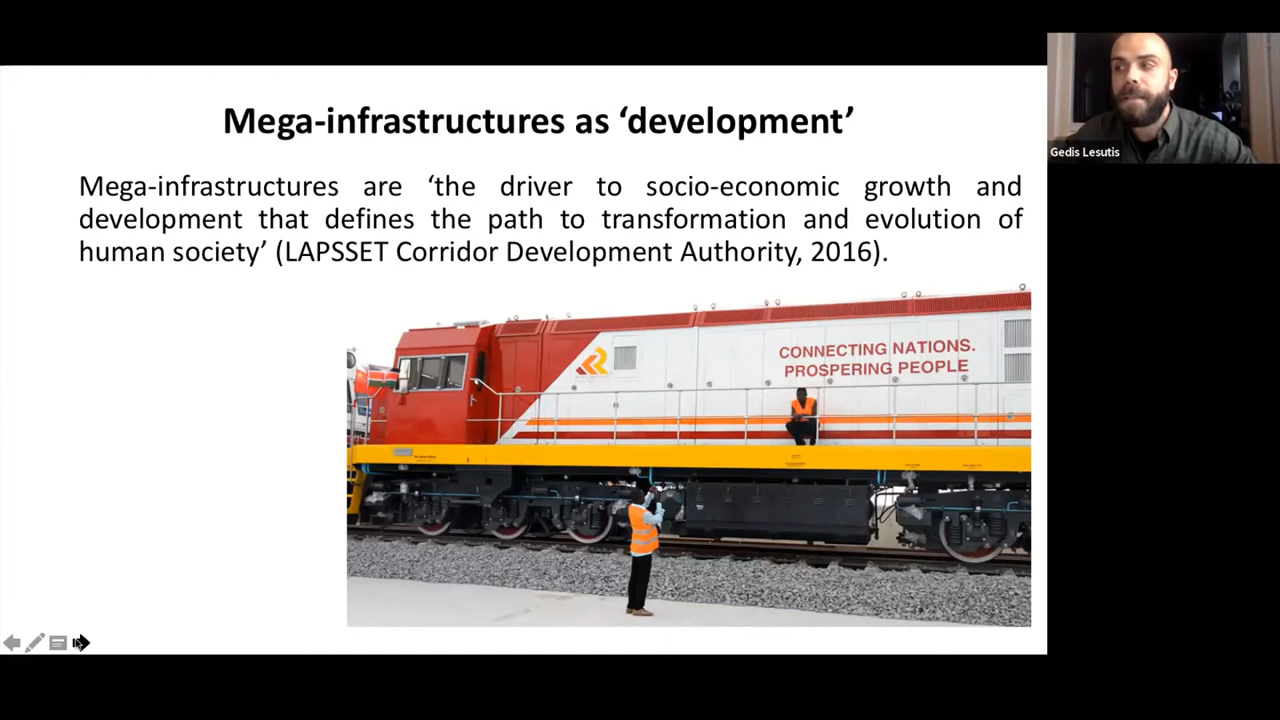 Mega-infrastructures as ‘development’
Mega-infrastructures are ‘the driver to socio-economic growth and
development that defines the path to transformation and evolution of
human society’ (LAPSSET Corridor Development Authority, 2016).
CONNECTING NATIONS.
PROSPERING PEOPLE
Gedis Lesutis